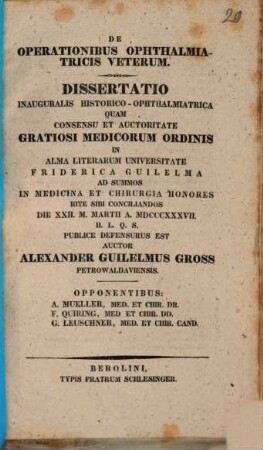 20
DE
OPERATIONIBUS OPHTHALMIA-
TRICIS VETERUM.
DISSERTATIO
INAUGURALIS HISTORICO-OPHTHALMIATRICA
QUAM
CONSENSU ET AUCTORITATE
GRATIOSI MEDICORUM ORDINIS
IN
ALMA LITERARUM UNIVERSITATE
FRIDERICA GUILELMA
AD SUMMOS
IN MEDICINA ET CHIRURGIA HONORES
RITE SIBI CONCILIANDOS
DIE XXII. M. MARTII A. MDCCCXXXVII.
H. L. Q. S.
PUBLICE DEFENSURUS EST
AUCTOR
ALEXANDER GUILELMUS GROSS
PETROWALDAVIENSIS.
OPPONENTIBUS:
A. MUELLER, MED. ET CHIR. DR.
F. QUIRING, MED ET CHIR. DD.
G. LEUSCHNER, MED. ET CHIR. CAND.
BEROLINI,
TYPIS FRATRUM SCHLESINGER.